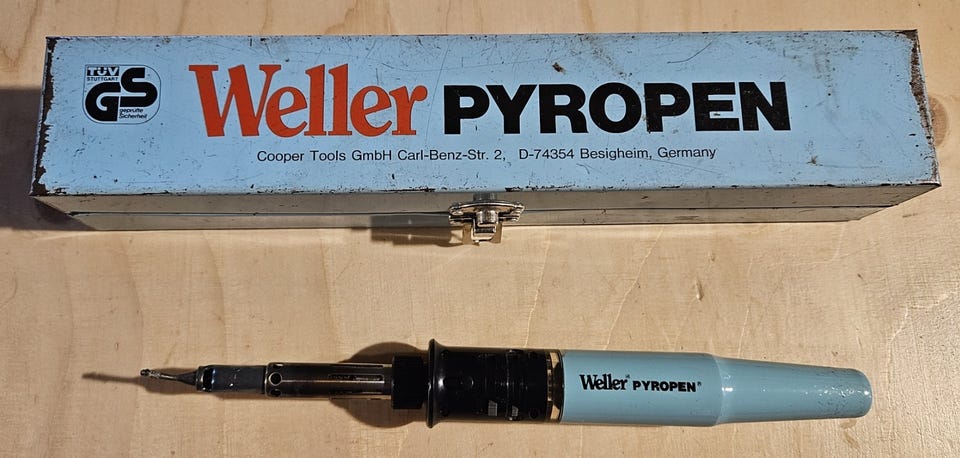 TÜV
STUTTGART
GS
geprüfte
Sicherheit
Weller PYROPEN
Cooper Tools GmbH Carl-Benz-Str. 2, D-74354 Besigheim, Germany
Weller PYROPEN®